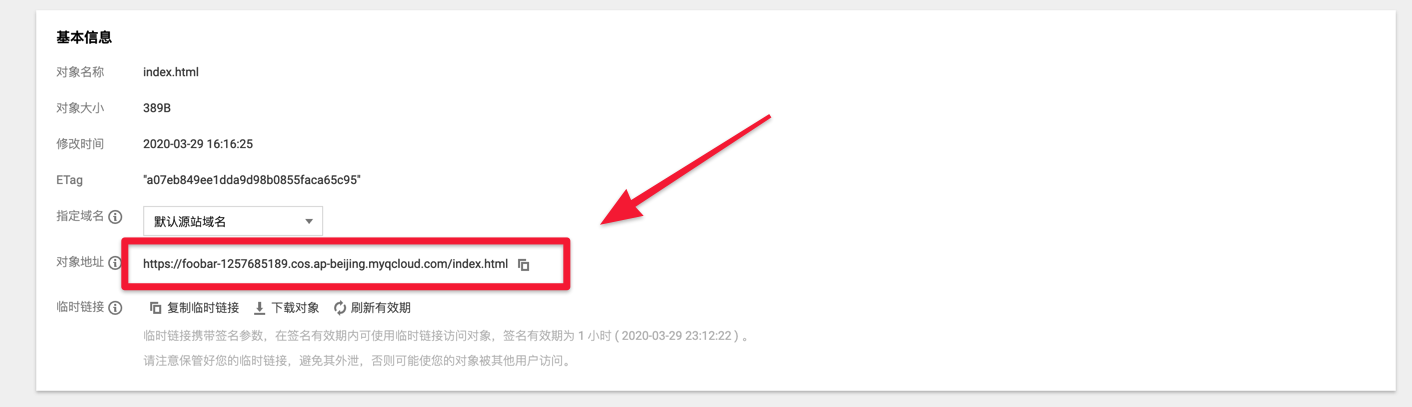 基本信息
对象名称 index.html
对象大小 389B
修改时间 2020-03-29 16:16:25
ETag "a07eb849ee1dda9d98b0855faca65c95"
指定域名 默认源站域名
对象地址 https://foobar-1257685189.cos.ap-beijing.myqcloud.com/index.html
临时链接 复制临时链接 下载对象 刷新有效期
临时链接携带签名参数，在签名有效期内可使用临时链接访问对象，签名有效期为 1 小时 ( 2020-03-29 23:12:22 ) 。
请注意保管好您的临时链接，避免其外泄，否则可能使您的对象被其他用户访问。